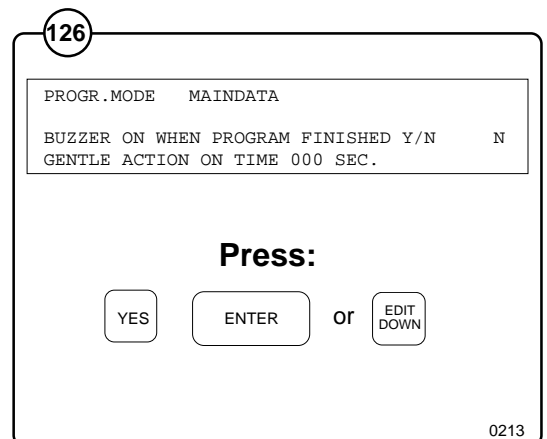 126
PROGR.MODE MAINDATA
BUZZER ON WHEN PROGRAM FINISHED Y/N N
GENTLE ACTION ON TIME 000 SEC.
Press:
YES ENTER or EDIT DOWN
0213